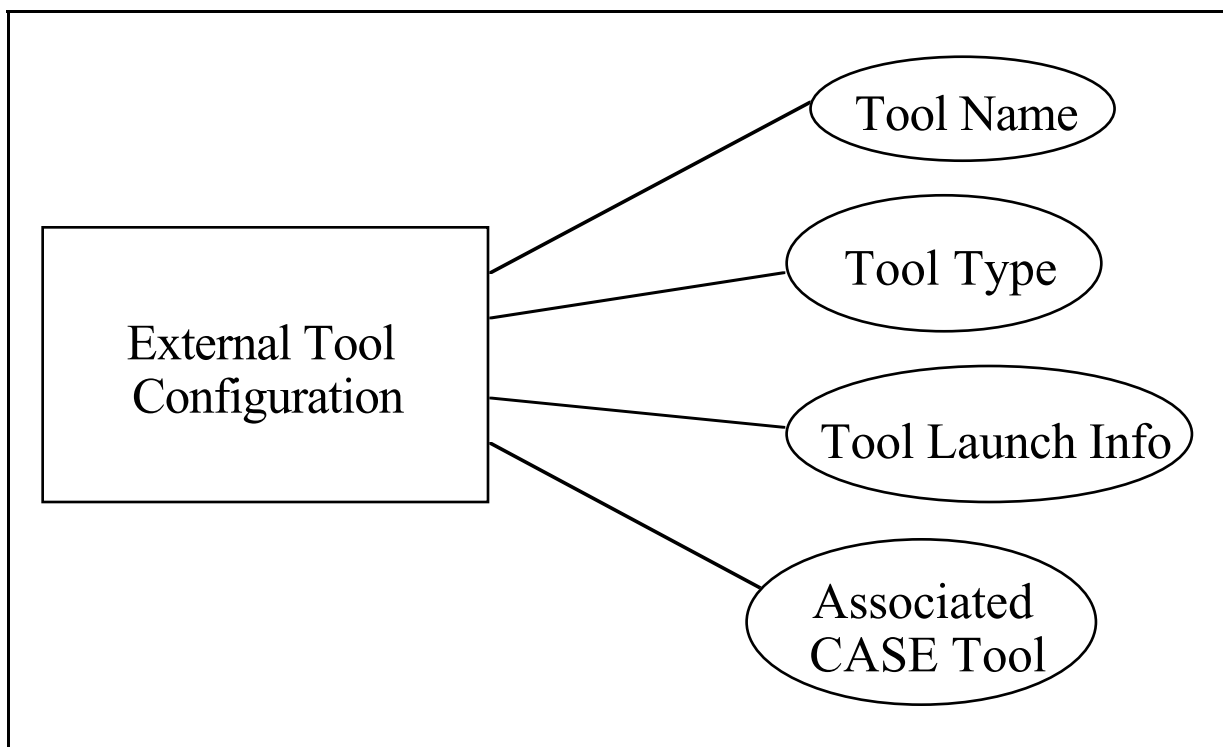 External Tool
Configuration
Tool Name
Tool Type
Tool Launch Info
Associated
CASE Tool